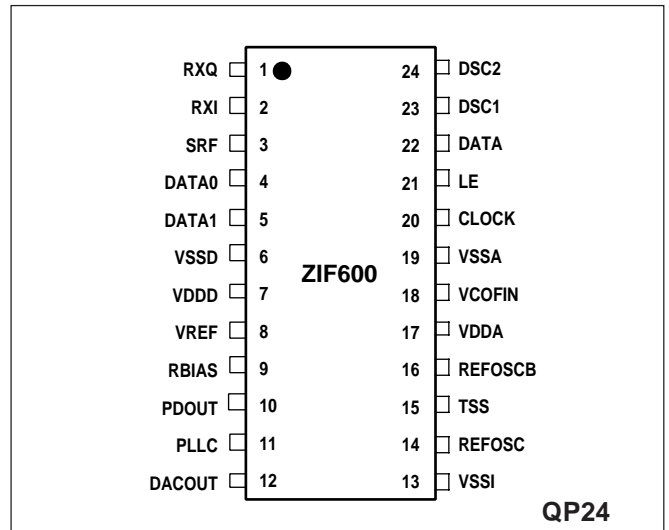 RXQ 1 24 DSC2
RXI 2 23 DSC1
SRF 3 22 DATA
DATA0 4 21 LE
DATA1 5 20 CLOCK
VSSD 6 19 VSSA
ZIF600
VDDD 7 18 VCOFIN
VREF 8 17 VDDA
RBIAS 9 16 REFOSCB
PDOUT 10 15 TSS
PLLC 11 14 REFOSC
DACOUT 12 13 VSSI
QP24